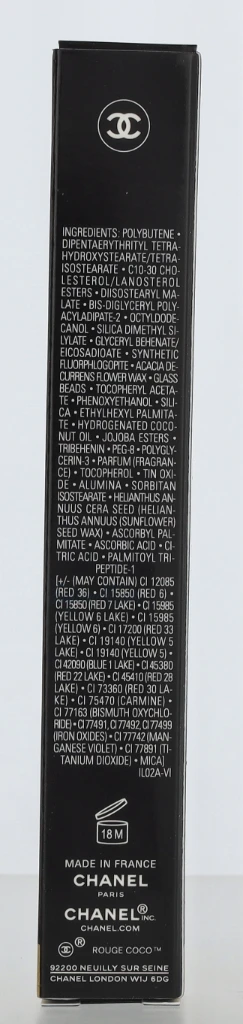 INGREDIENTS: POLYBUTENE •
DIPENTAERYTHRITYL TETRA-
HYDROXYSTEARATE/TETRA-
ISOSTEARATE • C10-30 CHO-
LESTEROL/LANOSTEROL
ESTERS • DIISOSTEARYL MA-
LATE • BIS-DIGLYCERYL POLY-
ACYLADIPATE-2 • OCTYLDODE-
CANOL • SILICA DIMETHYL SI-
LYLATE • GLYCERYL BEHENATE/
EICOSADIOATE • SYNTHETIC
FLUORPHLOGOPITE • ACACIA DE-
CURRENS FLOWER WAX • GLASS
BEADS • TOCOPHERYL ACETA-
TE • PHENOXYETHANOL • SILI-
CA • ETHYLHEXYL PALMITA-
TE • HYDROGENATED COCO-
NUT OIL • JOJOBA ESTERS •
TRIBEHENIN • PEG-8 • POLYGLY-
CERIN-3 • PARFUM (FRAGRAN-
CE) • TOCOPHEROL • TIN OXI-
DE • ALUMINA • SORBITAN
ISOSTEARATE • HELIANTHUS AN-
NUUS CERA SEED (HELIAN-
THUS ANNUUS (SUNFLOWER)
SEED WAX) • ASCORBYL PAL-
MITATE • ASCORBIC ACID • CI-
TRIC ACID • PALMITOYL TRI-
PEPTIDE-1
[+/- (MAY CONTAIN) CI 12085
(RED 36) • CI 15850 (RED 6) •
CI 15850 (RED 7 LAKE) • CI 15985
(YELLOW 6 LAKE) • CI 15985
(YELLOW 6) • CI 17200 (RED 33
LAKE) • CI 19140 (YELLOW 5
LAKE) • CI 19140 (YELLOW 5) •
CI 42090 (BLUE 1 LAKE) • CI 45380
(RED 22 LAKE) • CI 45410 (RED 28
LAKE) • CI 73360 (RED 30 LA-
KE) • CI 75470 (CARMINE) • CI
CI 77163 (BISMUTH OXYCHLO-
RIDE) • CI 77491, CI 77492, CI 77499
(IRON OXIDES) • CI 77742 (MAN-
GANESE VIOLET) • CI 77891 (TI-
TANIUM DIOXIDE) • MICA]
IL02A-VI
18 M
MADE IN FRANCE
CHANEL
PARIS
CHANEL® INC.
CHANEL.COM
® ROUGE COCO™
92200 NEUILLY SUR SEINE
CHANEL LONDON W1J 6DG